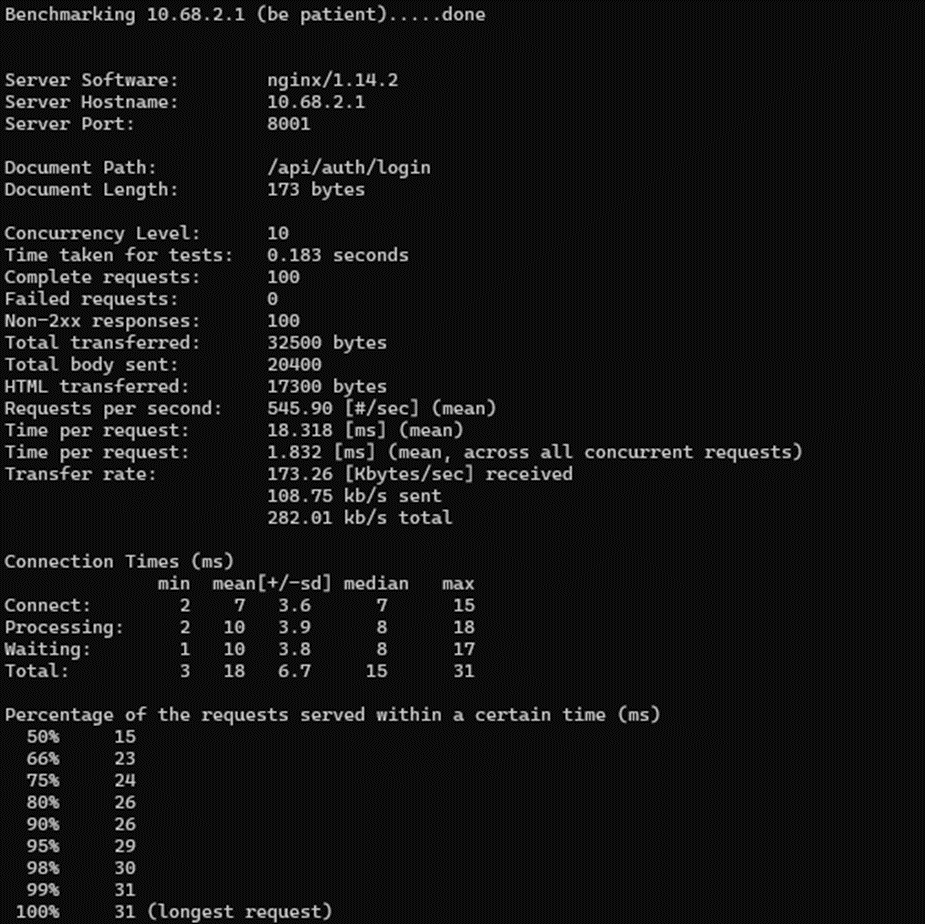 Benchmarking 10.68.2.1 (be patient).....done
Server Software: nginx/1.14.2
Server Hostname: 10.68.2.1
Server Port: 8001
Document Path: /api/auth/login
Document Length: 173 bytes
Concurrency Level: 10
Time taken for tests: 0.183 seconds
Complete requests: 100
Failed requests: 0
Non-2xx responses: 100
Total transferred: 32500 bytes
Total body sent: 20400
HTML transferred: 17300 bytes
Requests per second: 545.90 [#/sec] (mean)
Time per request: 18.318 [ms] (mean)
Time per request: 1.832 [ms] (mean, across all concurrent requests)
Transfer rate: 173.26 [Kbytes/sec] received
108.75 kb/s sent
282.01 kb/s total
Connection Times (ms)
min mean[+/-sd] median max
Connect: 2 7 3.6 7 15
Processing: 2 10 3.9 8 18
Waiting: 1 10 3.8 8 17
Total: 3 18 6.7 15 31
Percentage of the requests served within a certain time (ms)
50% 15
66% 23
75% 24
80% 26
90% 26
95% 29
98% 30
99% 31
100% 31 (longest request)